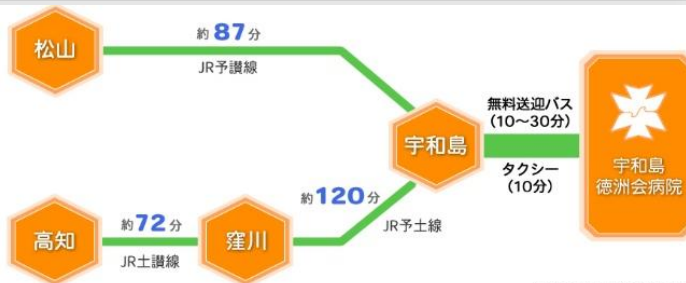 松山
約87分
JR予讃線
宇和島
無料送迎バス
(10～30分)
タクシー
(10分)
宇和島
徳洲会病院
高知
約72分
JR土讃線
窪川
約120分
JR予土線